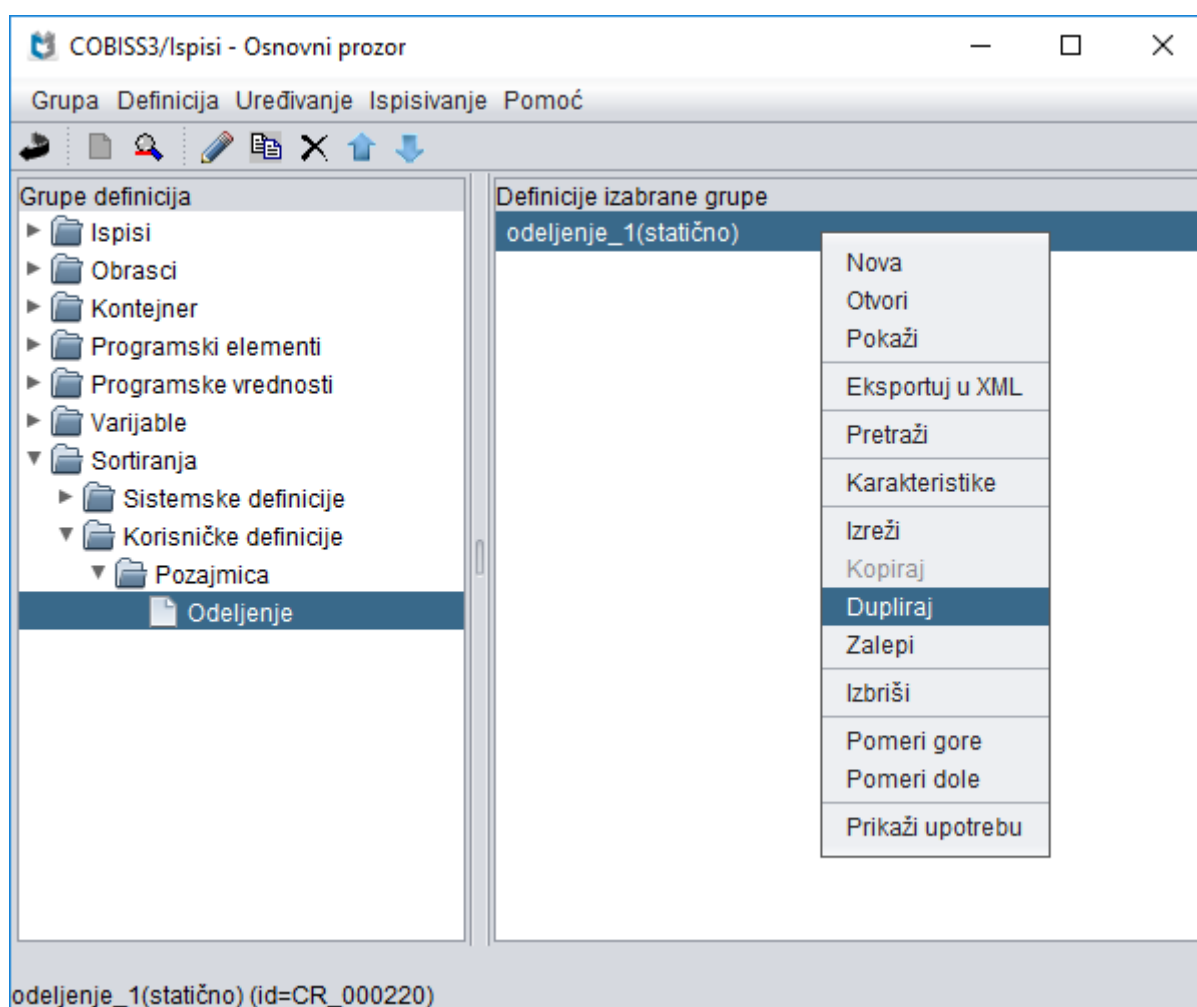 COBISS3/Ispisi - Osnovni prozor
Grupa Definicija Uređivanje Ispisivanje Pomoć
Grupe definicija
Ispisi
Obrasci
Kontejner
Programski elementi
Programske vrednosti
Varijable
Sortiranja
Sistemske definicije
Korisničke definicije
Pozajmica
Odeljenje
Definicije izabrane grupe
odeljenje_1(statično)
Nova
Otvori
Pokaži
Eksportuj u XML
Pretraži
Karakteristike
Izreži
Kopiraj
Dupliraj
Zalepi
Izbriši
Pomeri gore
Pomeri dole
Prikaži upotrebu
odeljenje_1(statično) (id=CR_000220)